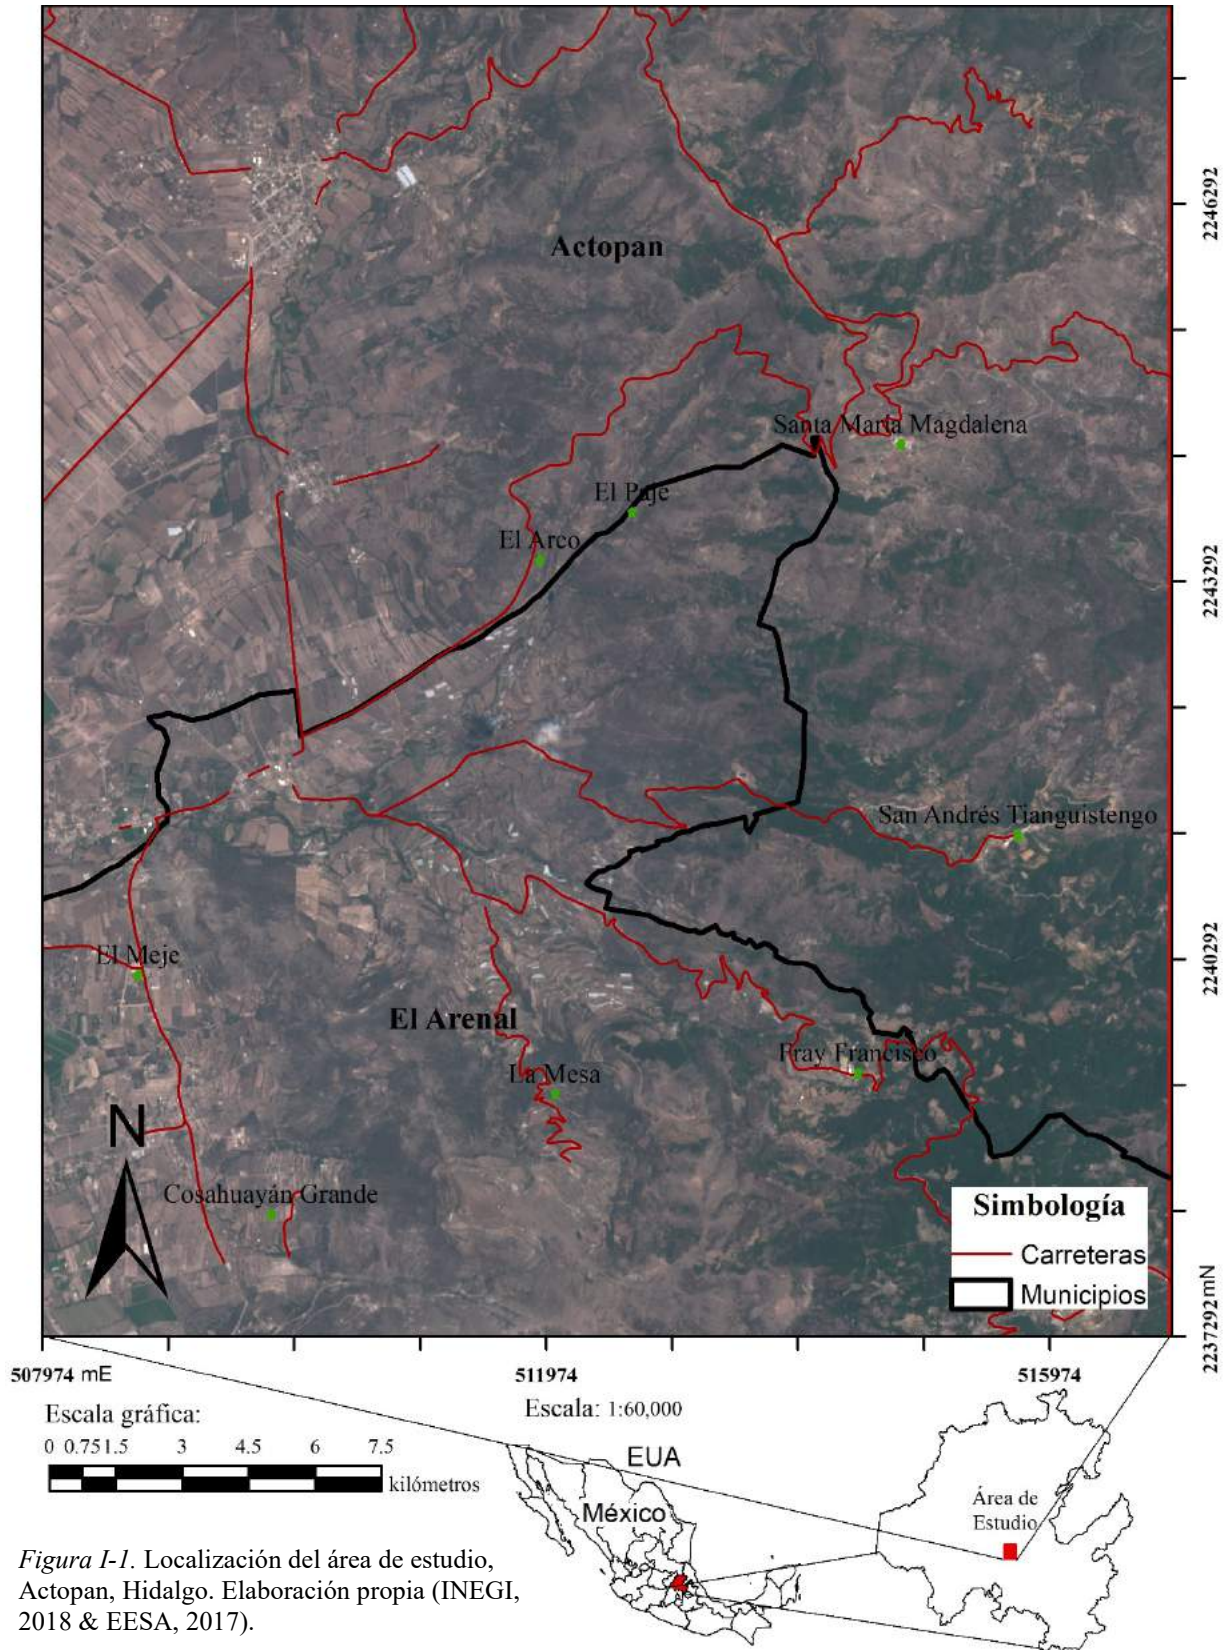 2246292
Actopan
Santa María Magdalena
El Paje
El Arco
2243292
San Andrés Tianguistengo
El Meje
2240292
El Arenal
Fray Francisco
La Mesa
N
Cosahuayán Grande
Simbología
Carreteras
Municipios
2237292 mN
507974 mE
511974
515974
Escala gráfica:
Escala: 1:60,000
0 0.75 1.5 3 4.5 6 7.5
kilómetros
EUA
México
Área de
Estudio
Figura I-1. Localización del área de estudio,
Actopan, Hidalgo. Elaboración propia (INEGI,
2018 & EESA, 2017).